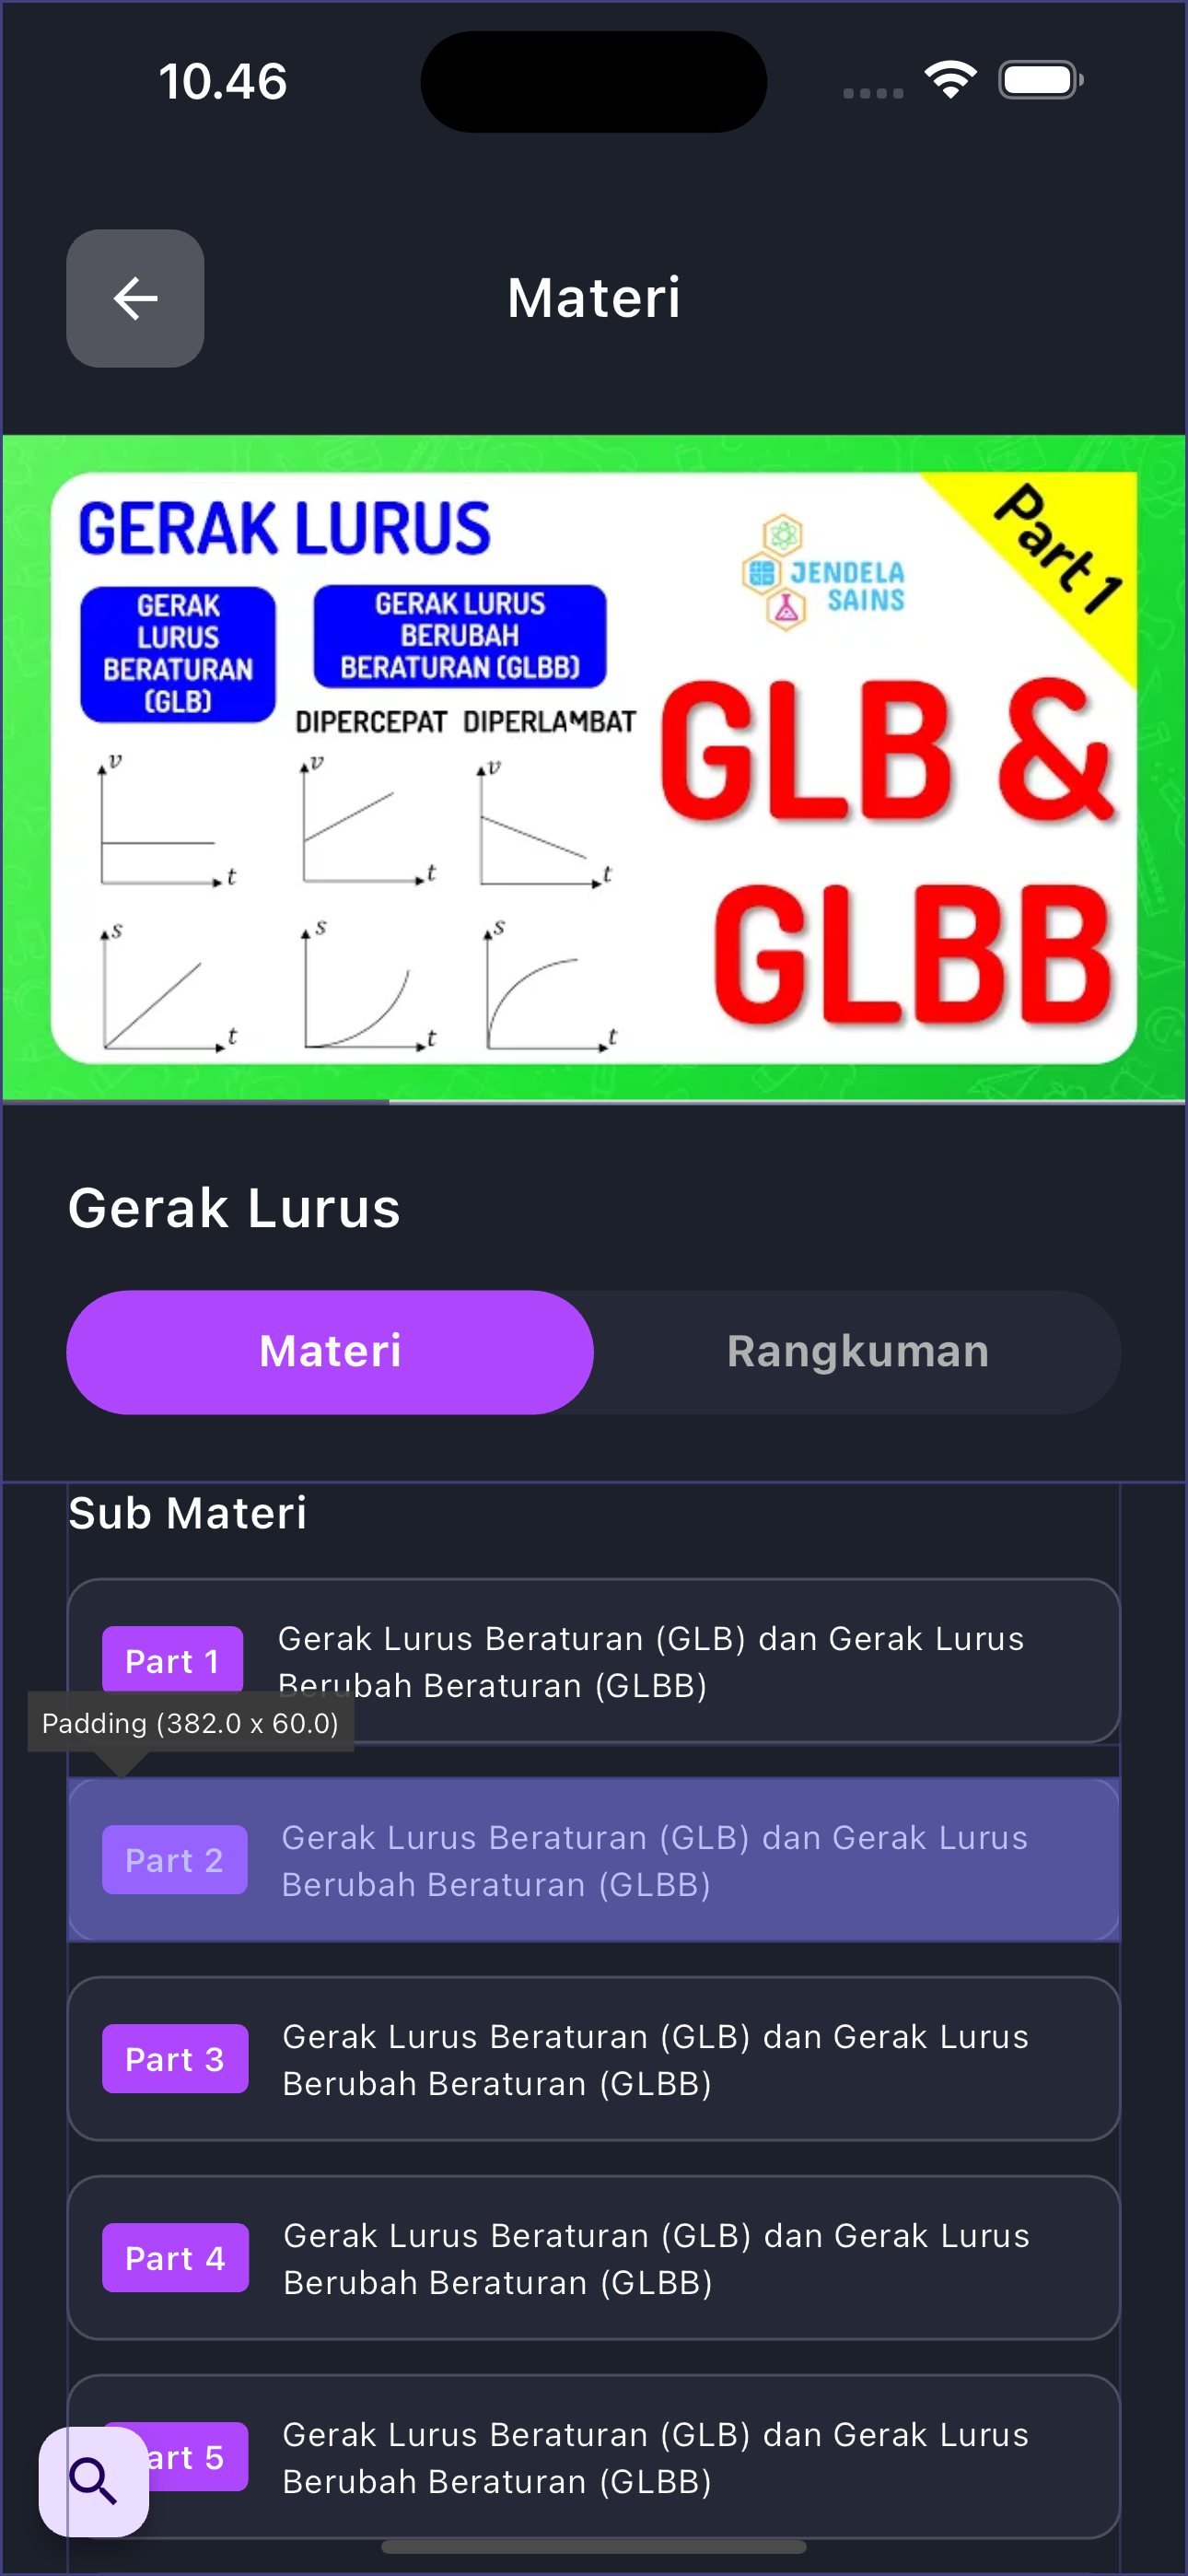 10.46
Materi
GERAK LURUS
GERAK
LURUS
BERATURAN
(GLB)
GERAK LURUS
BERUBAH
BERATURAN (GLBB)
DIPERCEPAT DIPERLAMBAT
JENDELA
SAINS
Part 1
GLB &
GLBB
v
t
v
t
v
t
s
t
s
t
s
t
Gerak Lurus
Materi
Rangkuman
Sub Materi
Part 1
Gerak Lurus Beraturan (GLB) dan Gerak Lurus
Berubah Beraturan (GLBB)
Padding (382.0 x 60.0)
Part 2
Gerak Lurus Beraturan (GLB) dan Gerak Lurus
Berubah Beraturan (GLBB)
Part 3
Gerak Lurus Beraturan (GLB) dan Gerak Lurus
Berubah Beraturan (GLBB)
Part 4
Gerak Lurus Beraturan (GLB) dan Gerak Lurus
Berubah Beraturan (GLBB)
art 5
Gerak Lurus Beraturan (GLB) dan Gerak Lurus
Berubah Beraturan (GLBB)